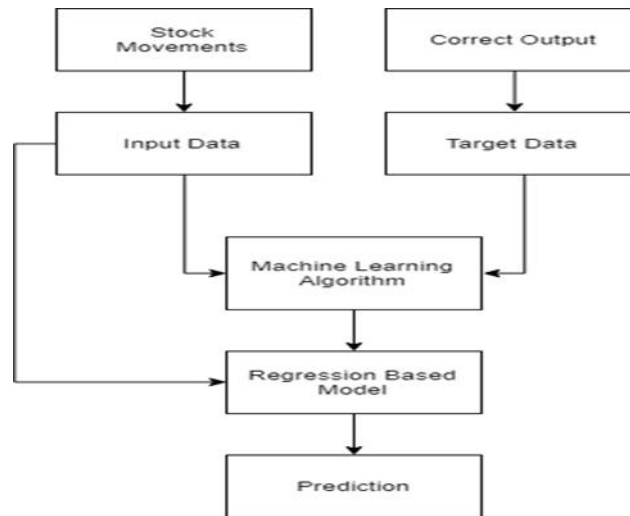 Stock
Movements
Correct Output
Input Data
Target Data
Machine Learning
Algorithm
Regression Based
Model
Prediction